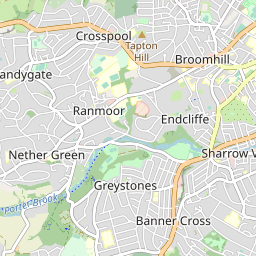 Crosspool
Tapton
Hill
Broomhill
andygate
Ranmoor
Endcliffe
Nether Green
Sharrow V
Greystones
Porter Brook
Banner Cross